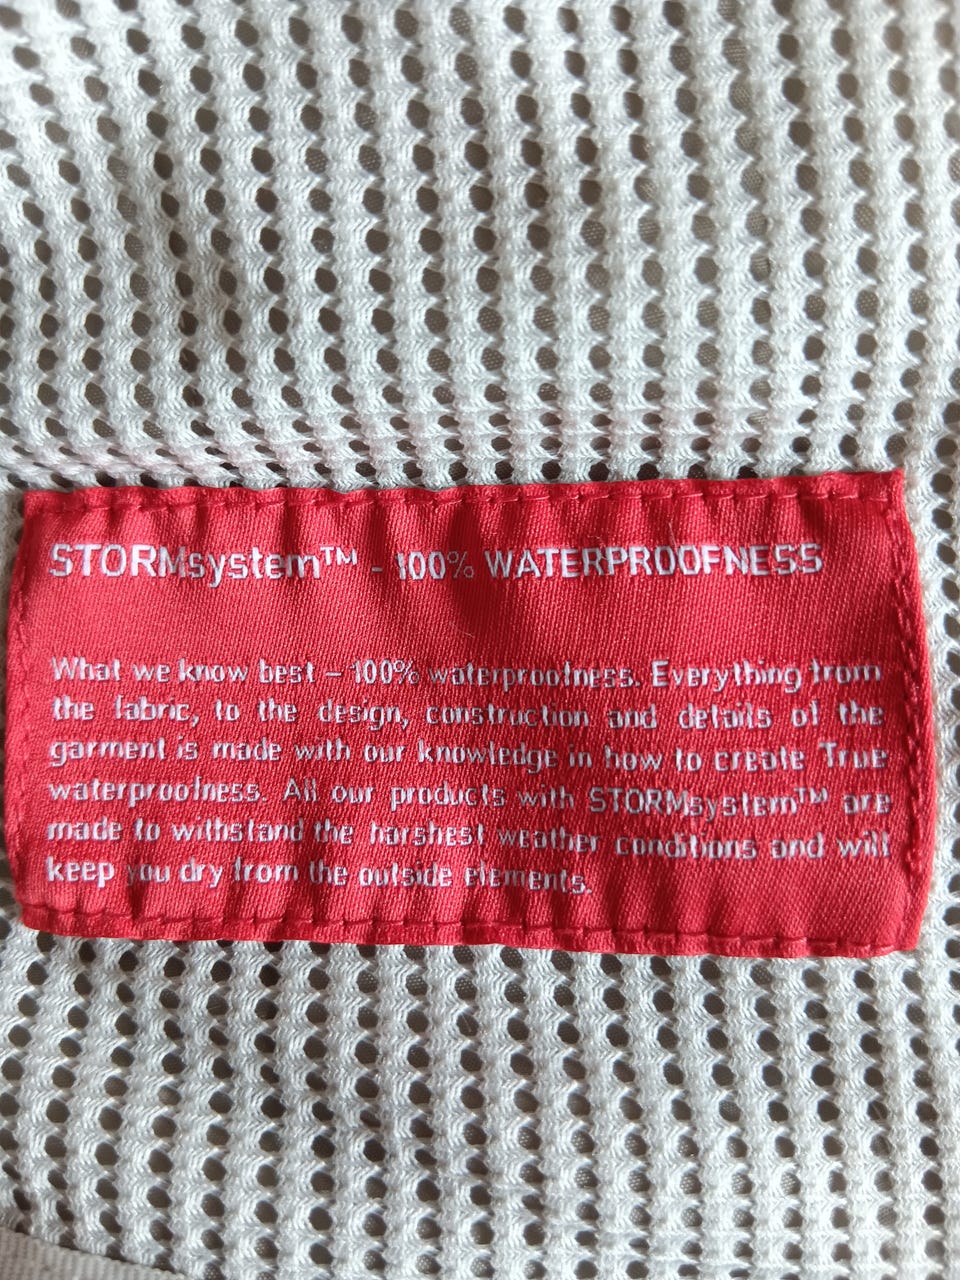 STORMsystem™ - 100% WATERPROOFNESS
What we know best – 100% waterproofness. Everything from
the fabric, to the design, construction and details of the
garment is made with our knowledge in how to create True
waterproofness. All our products with STORMsystem™ are
made to withstand the harshest weather conditions and will
keep you dry from the outside elements.